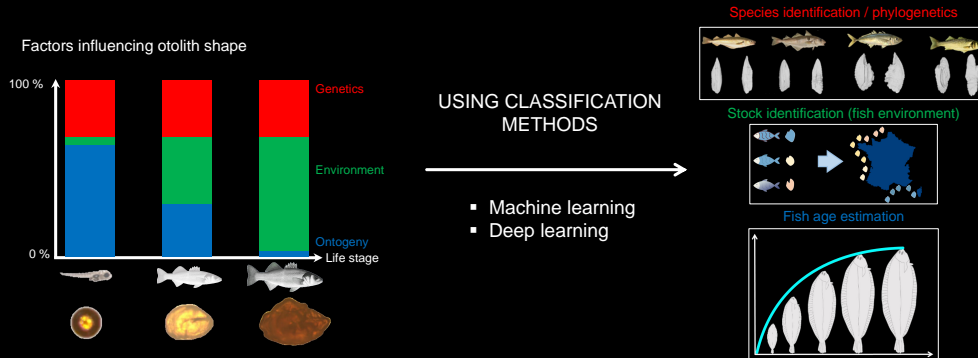 Factors influencing otolith shape
100 %
Genetics
Environment
Ontogeny
0 %
Life stage
USING CLASSIFICATION
METHODS
▪ Machine learning
▪ Deep learning
Species identification / phylogenetics
Stock identification (fish environment)
Fish age estimation